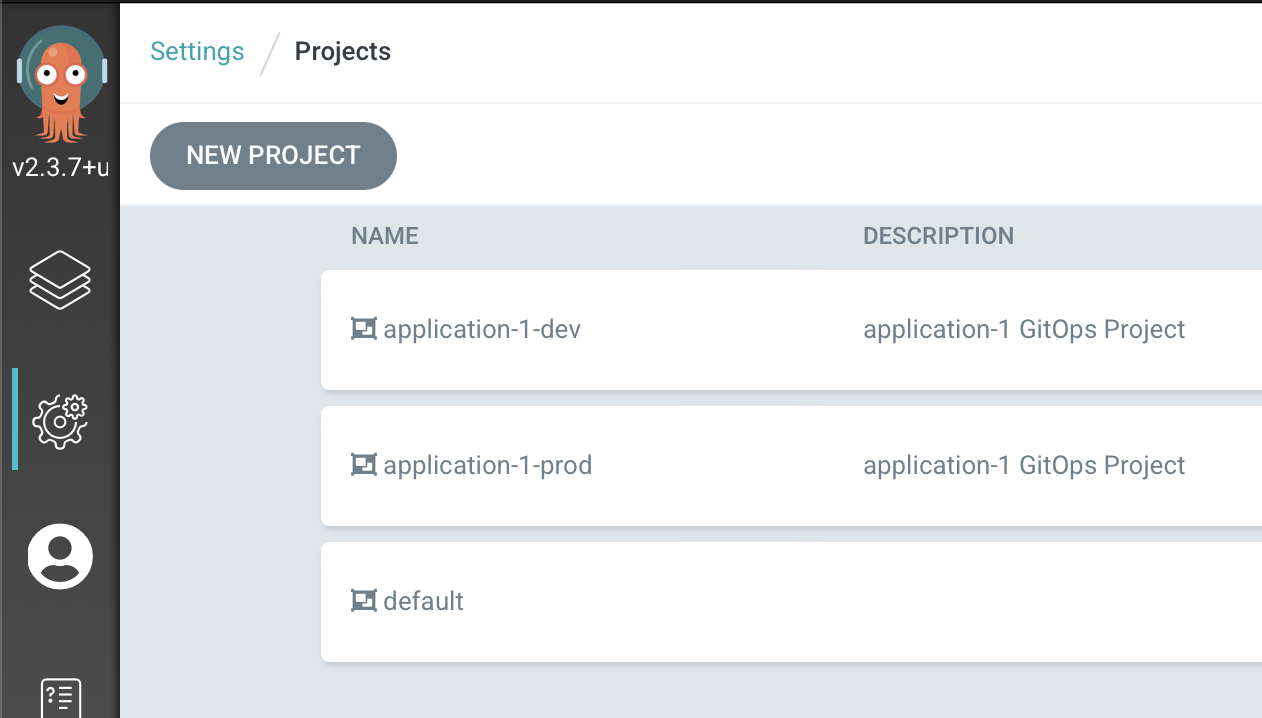 Settings / Projects
v2.3.7+u
NEW PROJECT
NAME DESCRIPTION
application-1-dev application-1 GitOps Project
application-1-prod application-1 GitOps Project
default
?